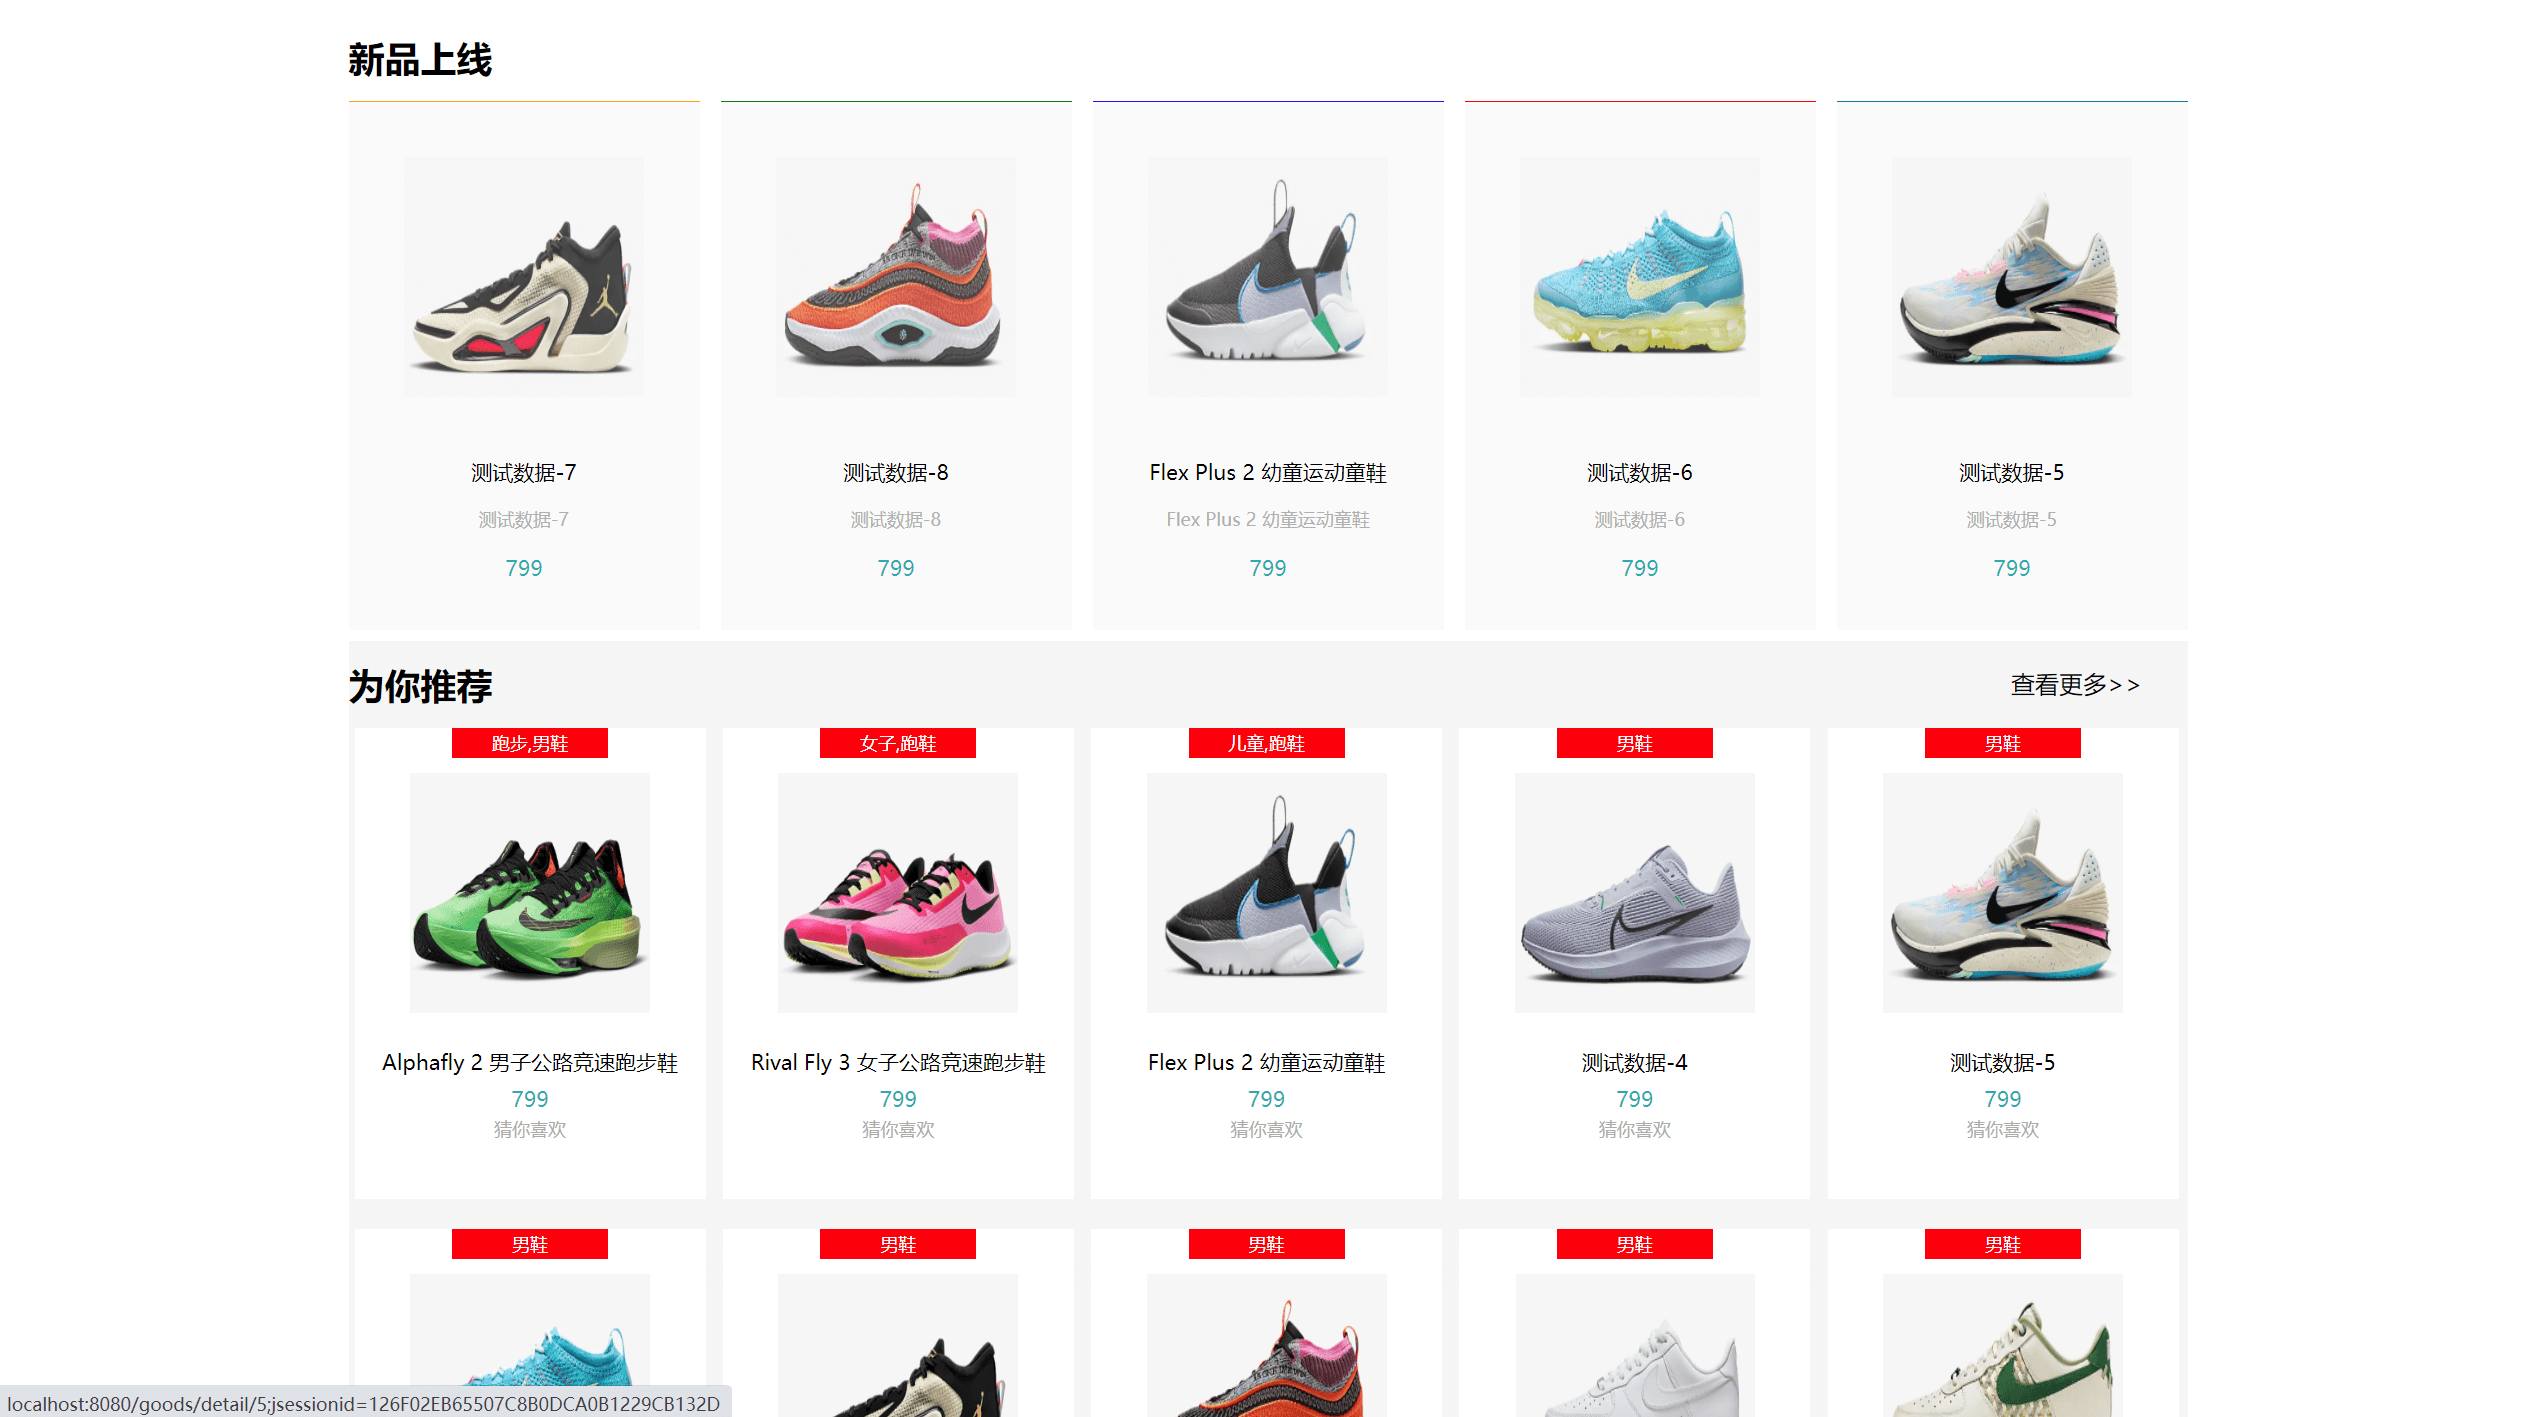 新品上线
测试数据-7
测试数据-7
799
测试数据-8
测试数据-8
799
Flex Plus 2 幼童运动童鞋
Flex Plus 2 幼童运动童鞋
799
测试数据-6
测试数据-6
799
测试数据-5
测试数据-5
799
为你推荐
查看更多>>
跑步,男鞋
Alphafly 2 男子公路竞速跑步鞋
799
猜你喜欢
女子,跑鞋
Rival Fly 3 女子公路竞速跑步鞋
799
猜你喜欢
儿童,跑鞋
Flex Plus 2 幼童运动童鞋
799
猜你喜欢
男鞋
测试数据-4
799
猜你喜欢
男鞋
测试数据-5
799
猜你喜欢
男鞋
男鞋
男鞋
男鞋
男鞋
localhost:8080/goods/detail/5;jsessionid=126F02EB65507C8B0DCA0B1229CB132D